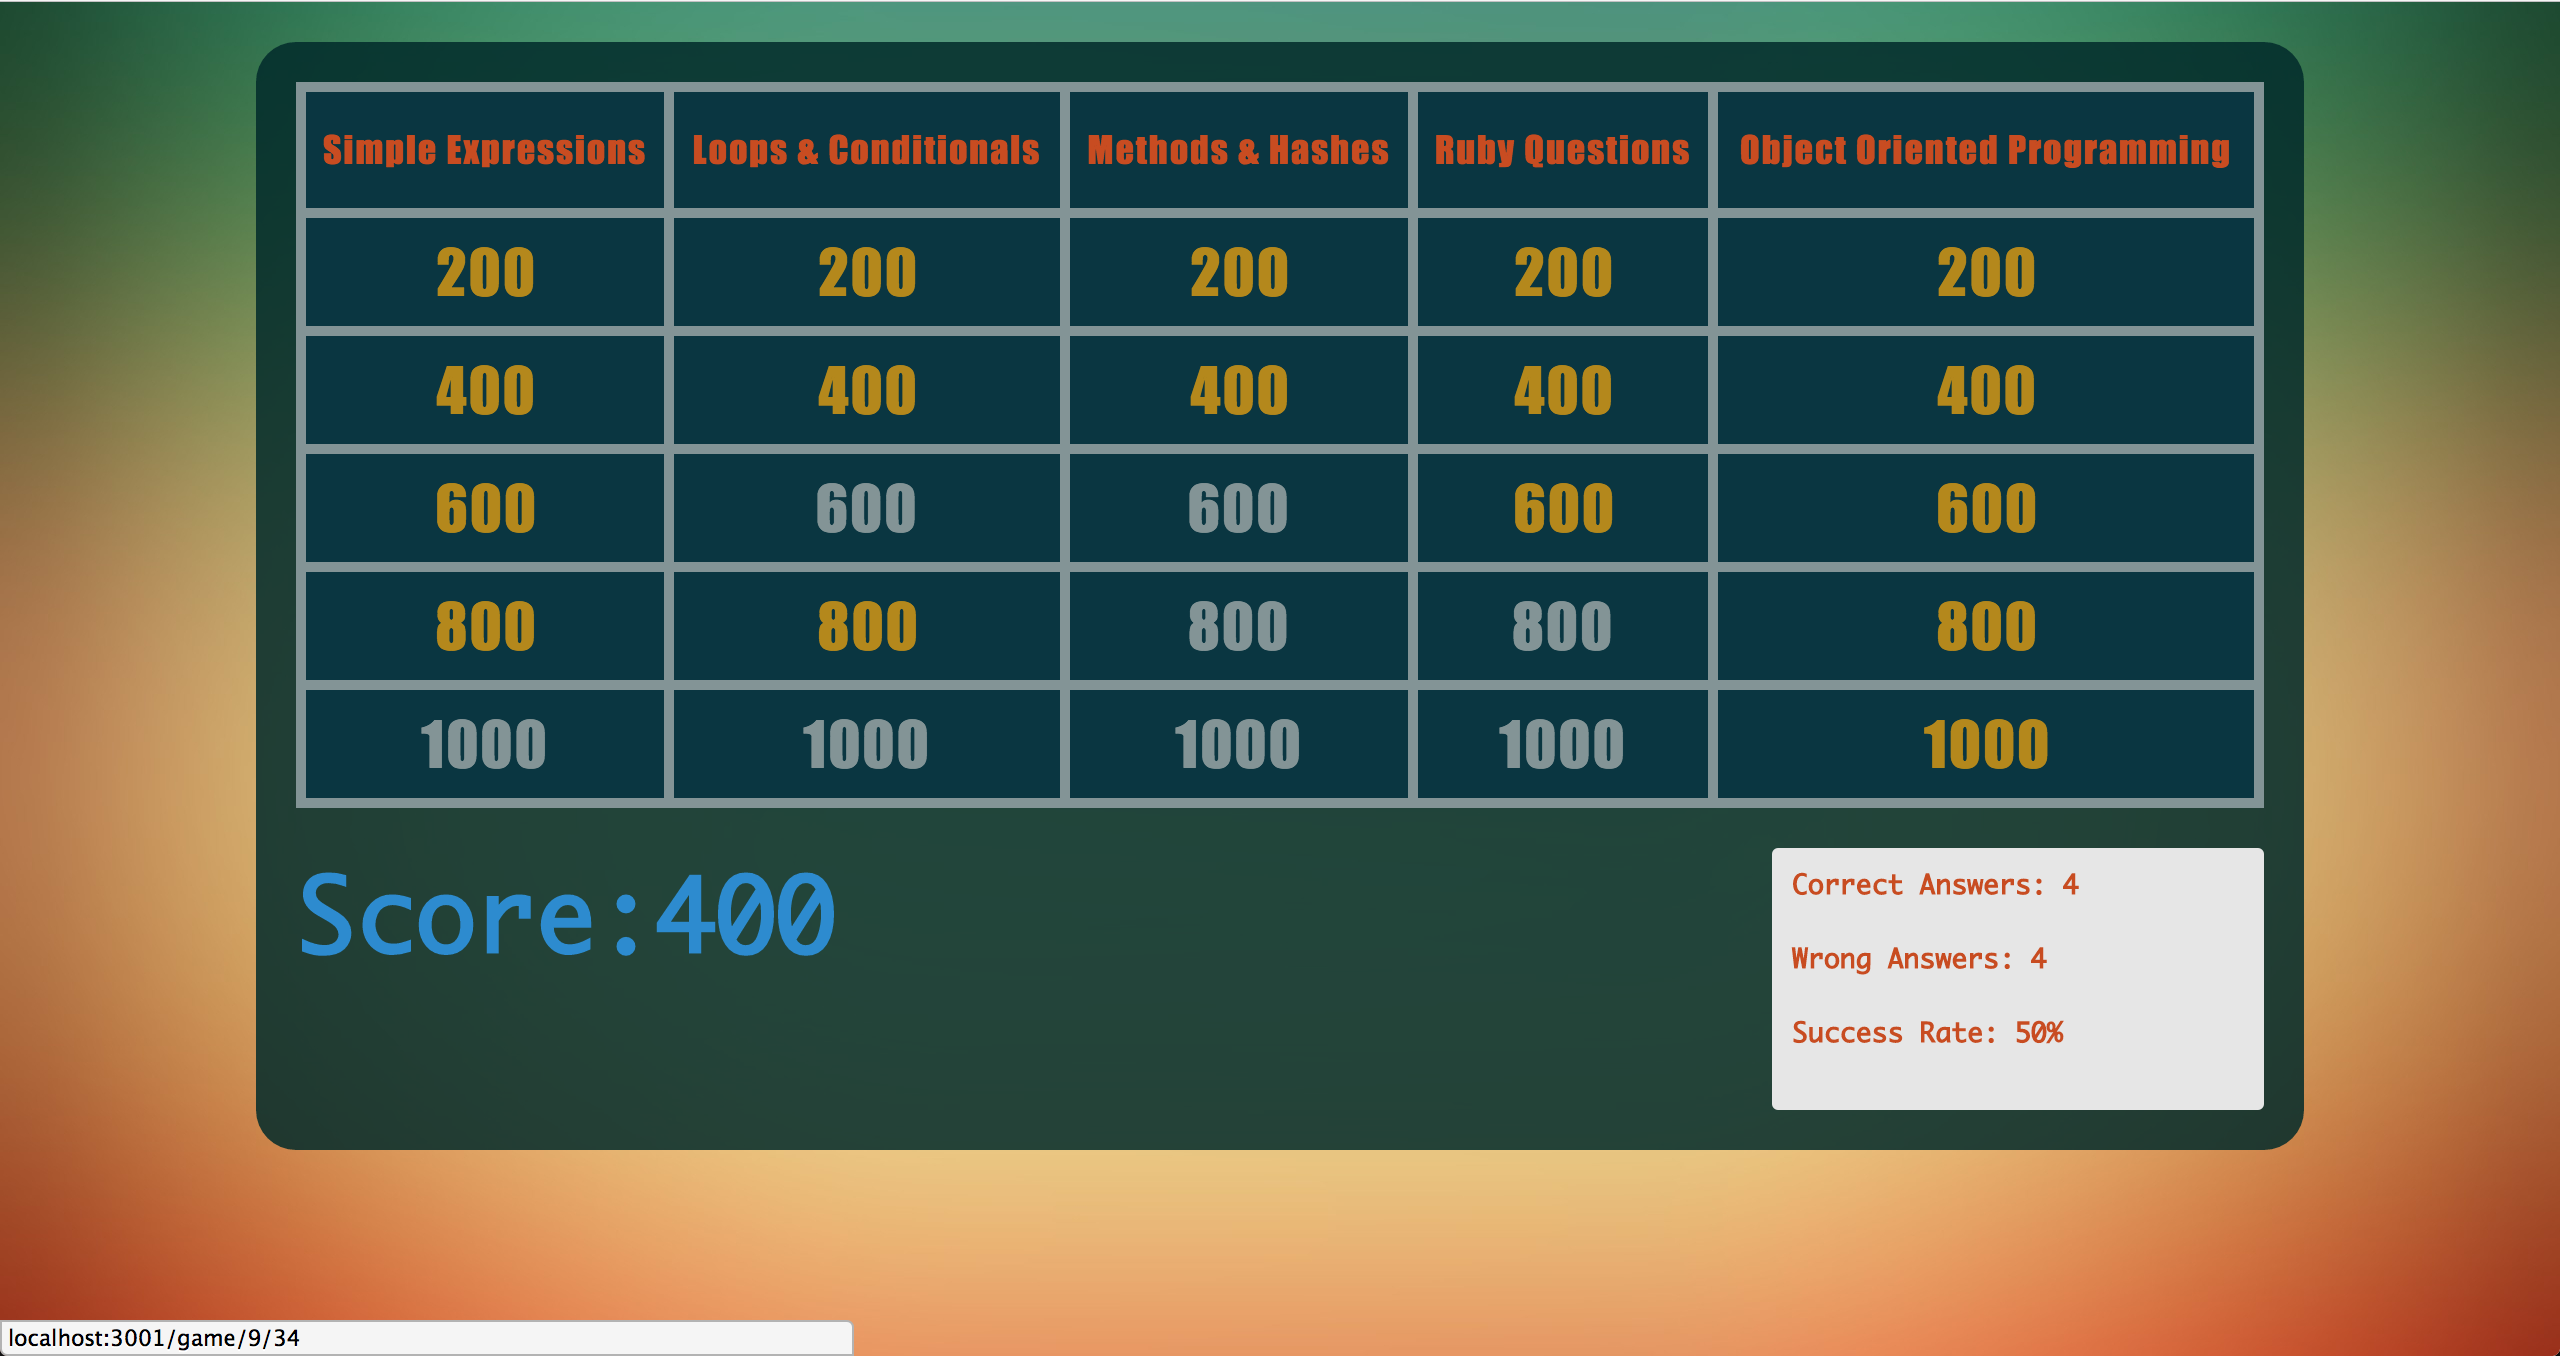 Simple Expressions Loops & Conditionals Methods & Hashes Ruby Questions Object Oriented Programming
200 200 200 200 200
400 400 400 400 400
600 600 600 600 600
800 800 800 800 800
1000 1000 1000 1000 1000
Score:400
Correct Answers: 4
Wrong Answers: 4
Success Rate: 50%
localhost:3001/game/9/34